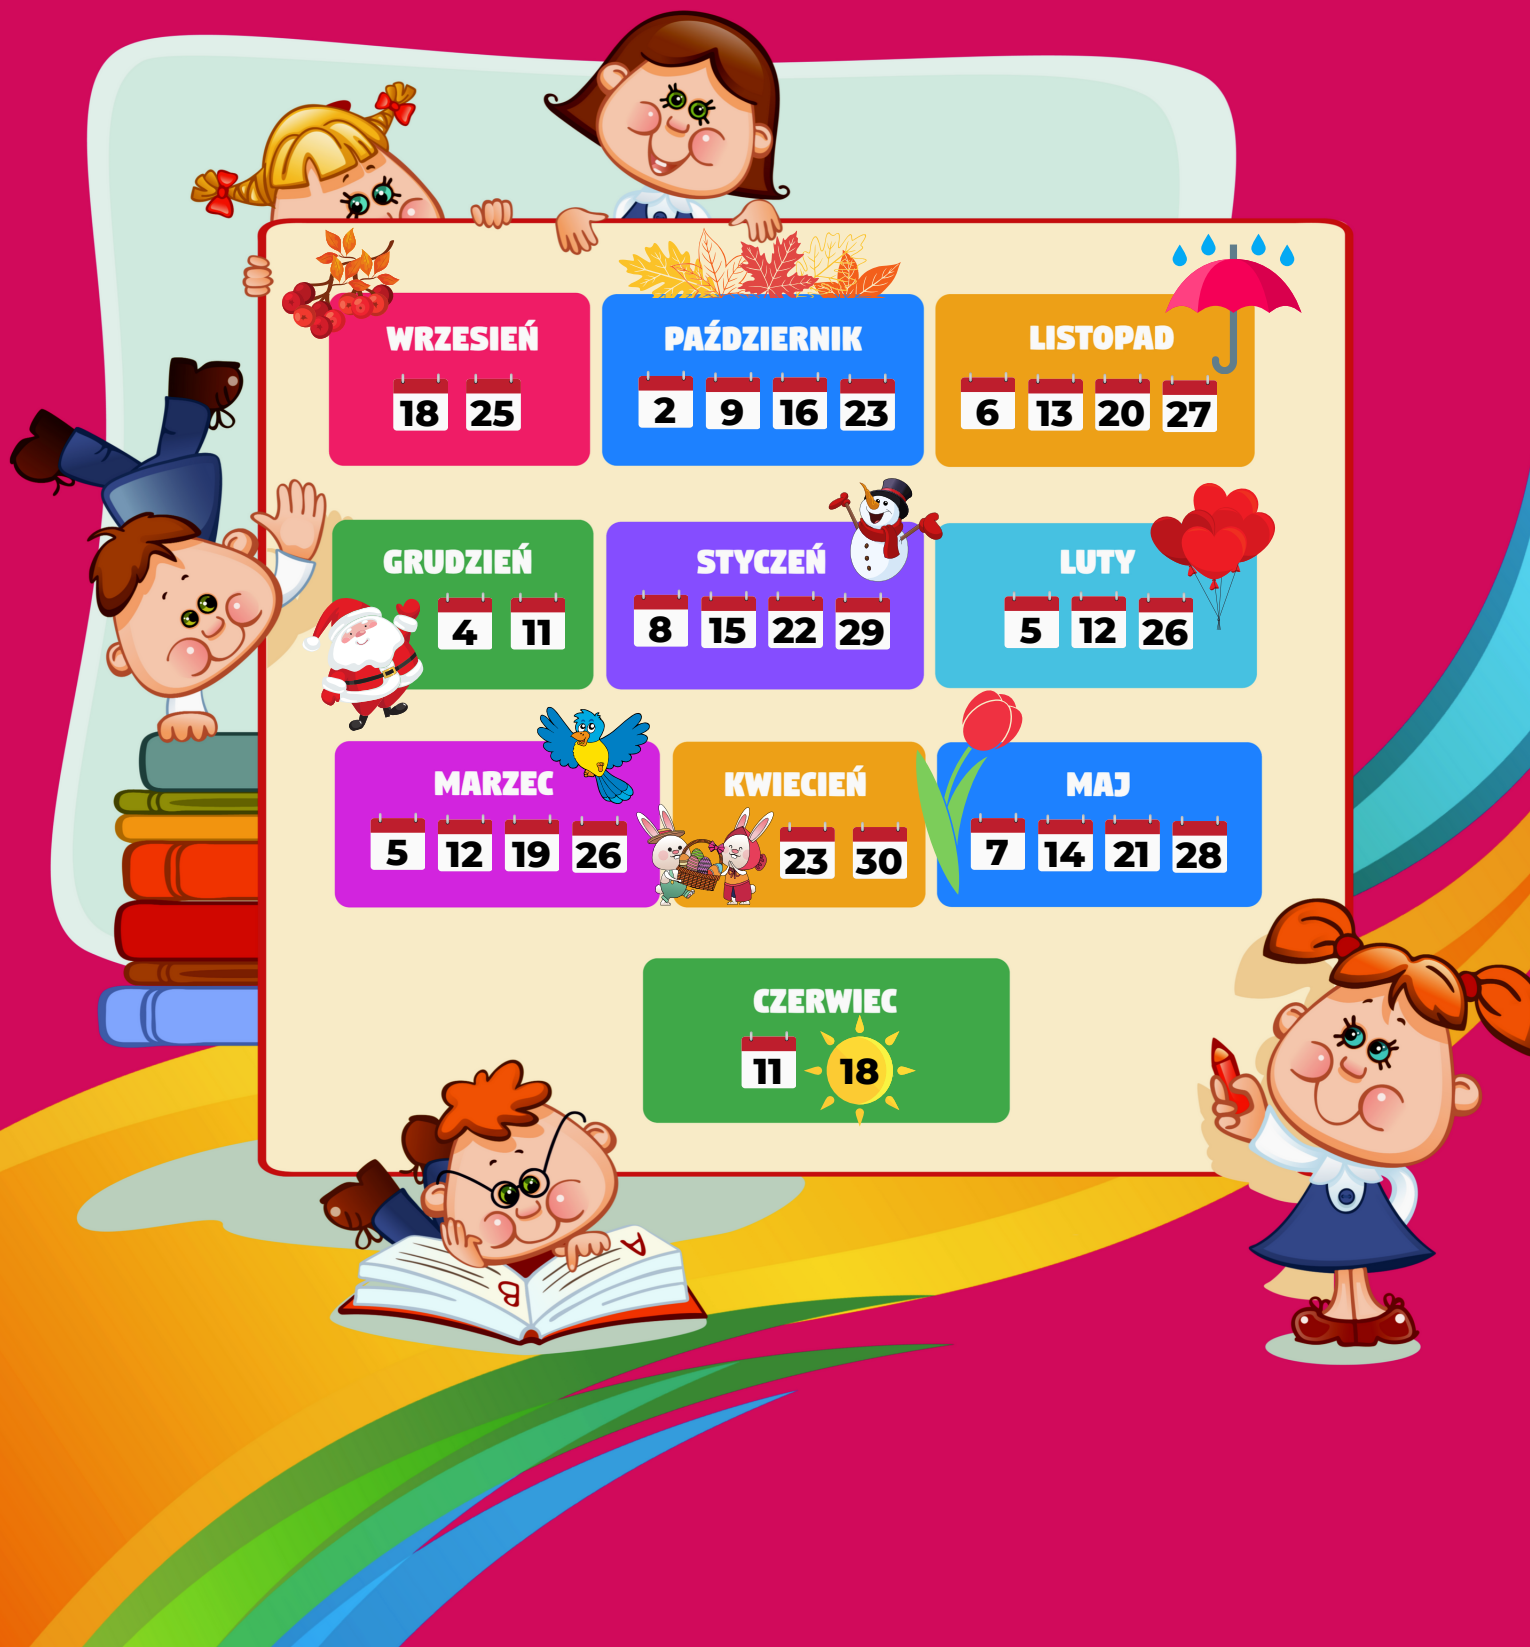 WRZESIEŃ
18 25
PAŹDZIERNIK
2 9 16 23
LISTOPAD
6 13 20 27
GRUDZIEŃ
4 11
STYCZEŃ
8 15 22 29
LUTY
5 12 26
MARZEC
5 12 19 26
KWIECIEŃ
23 30
MAJ
7 14 21 28
CZERWIEC
11 18
A
B